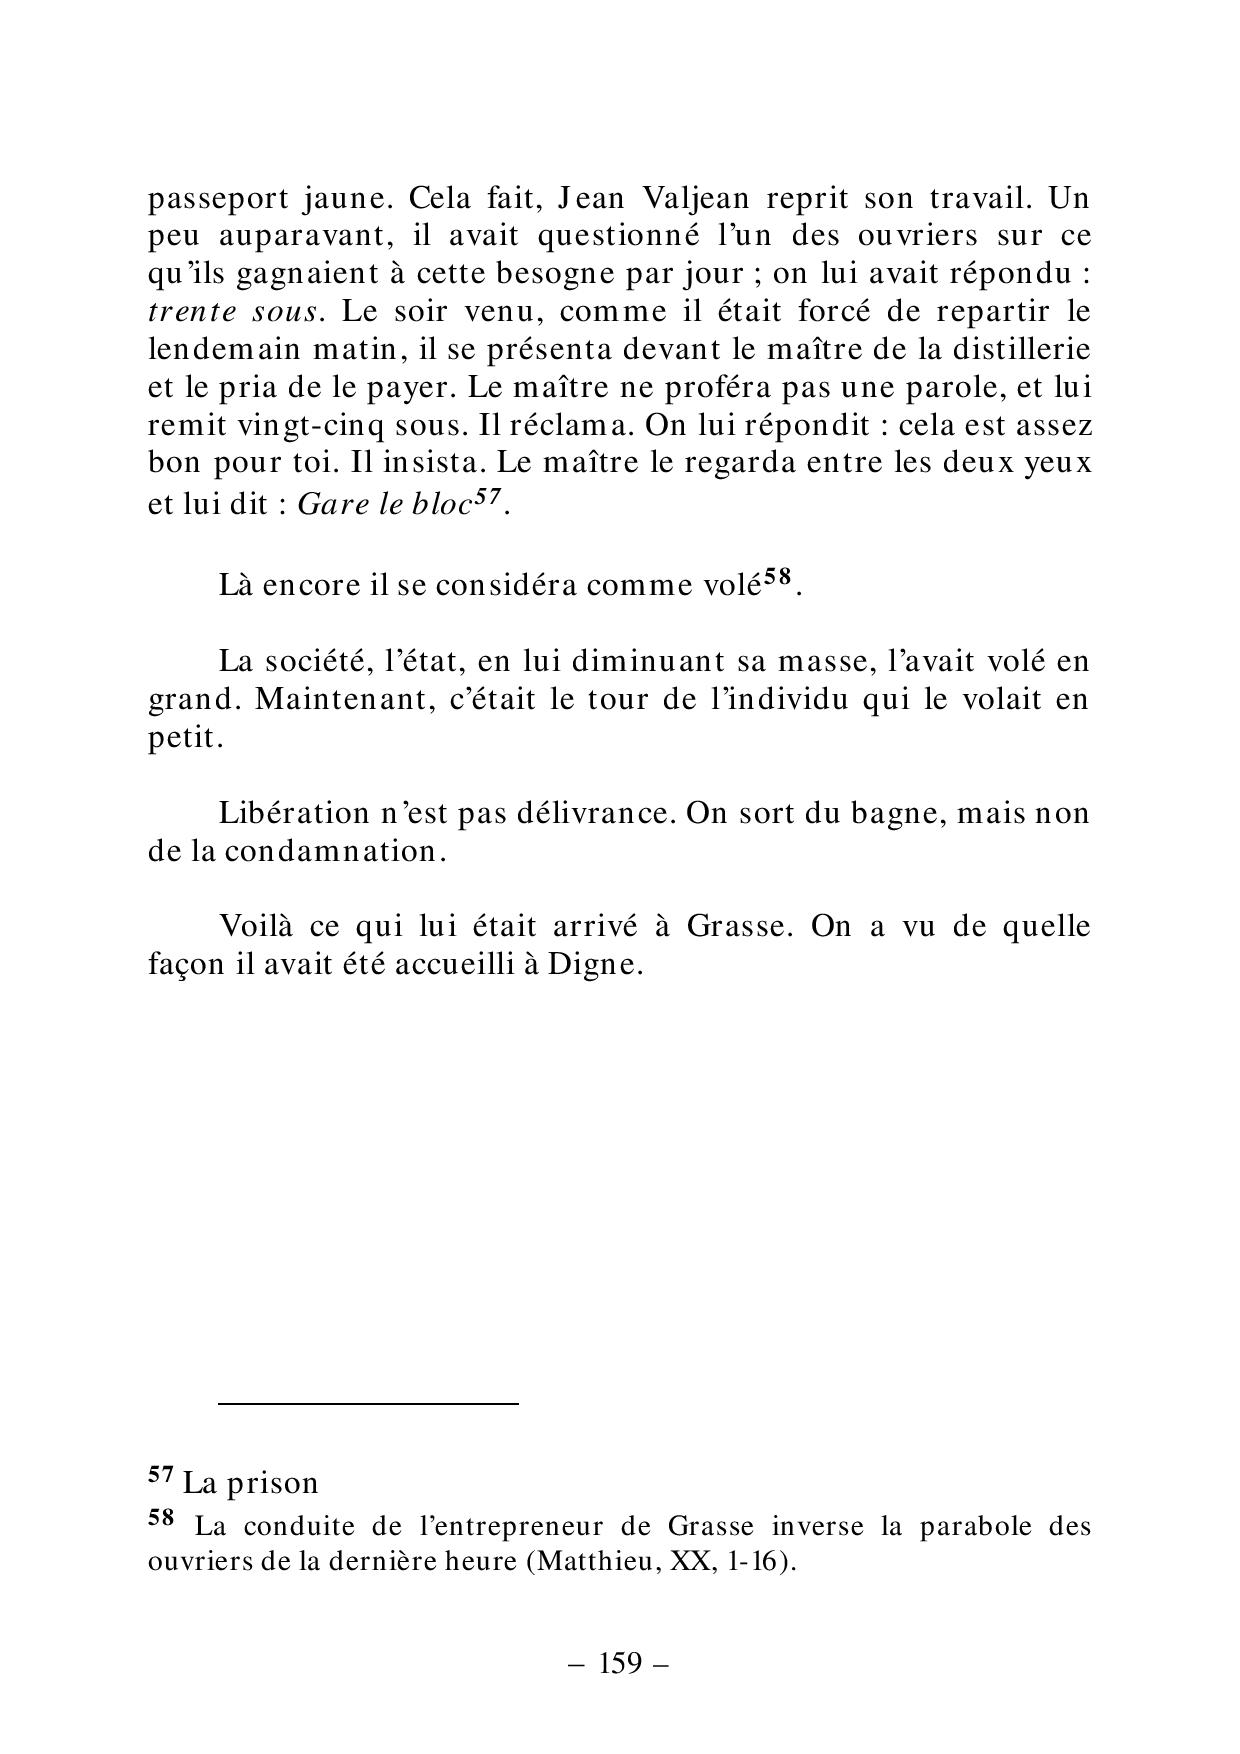 passeport jaune. Cela fait, Jean Valjean reprit son travail. Un
peu auparavant, il avait questionné l’un des ouvriers sur ce
qu’ils gagnaient à cette besogne par jour ; on lui avait répondu :
trente sous. Le soir venu, comme il était forcé de repartir le
lendemain matin, il se présenta devant le maître de la distillerie
et le pria de le payer. Le maître ne proféra pas une parole, et lui
remit vingt-cinq sous. Il réclama. On lui répondit : cela est assez
bon pour toi. Il insista. Le maître le regarda entre les deux yeux
et lui dit : Gare le bloc57.
Là encore il se considéra comme volé58.
La société, l’état, en lui diminuant sa masse, l’avait volé en
grand. Maintenant, c’était le tour de l’individu qui le volait en
petit.
Libération n’est pas délivrance. On sort du bagne, mais non
de la condamnation.
Voilà ce qui lui était arrivé à Grasse. On a vu de quelle
façon il avait été accueilli à Digne.
57 La prison
58 La conduite de l’entrepreneur de Grasse inverse la parabole des
ouvriers de la dernière heure (Matthieu, XX, 1-16).
– 159 –